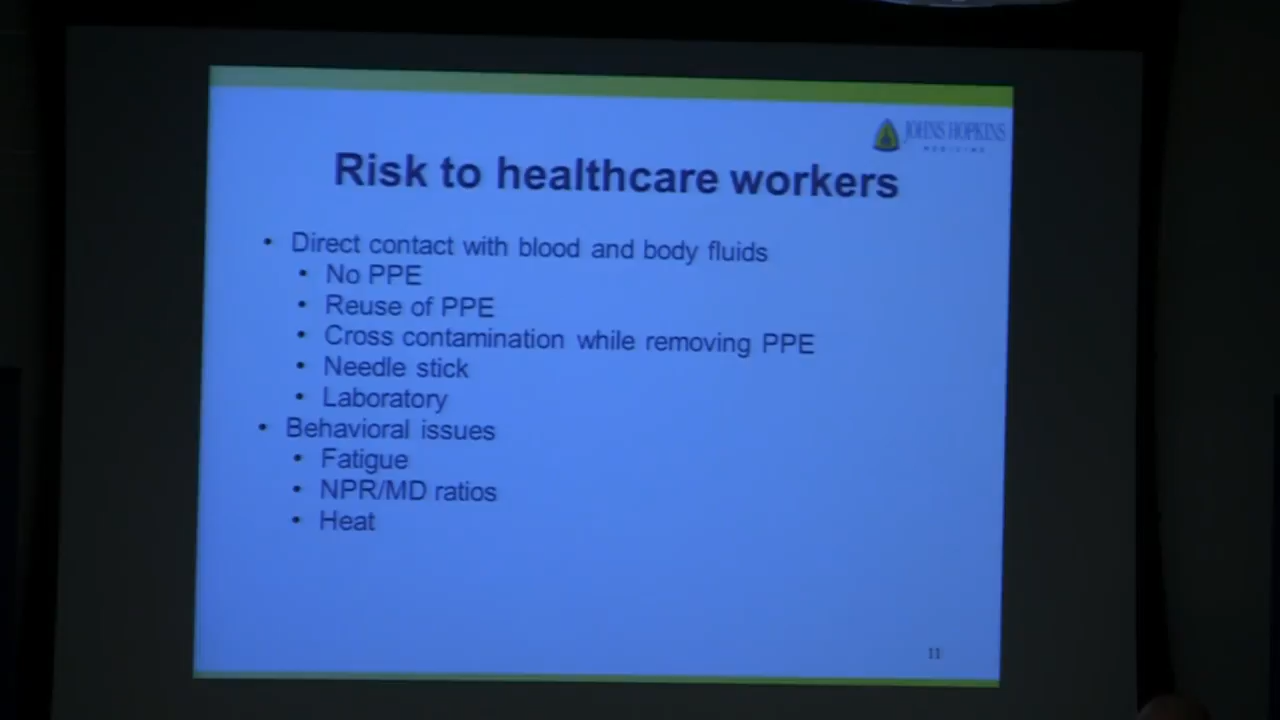 JOHNS HOPKINS
MEDICINE
Risk to healthcare workers
• Direct contact with blood and body fluids
• No PPE
• Reuse of PPE
• Cross contamination while removing PPE
• Needle stick
• Laboratory
• Behavioral issues
• Fatigue
• NPR/MD ratios
• Heat
11